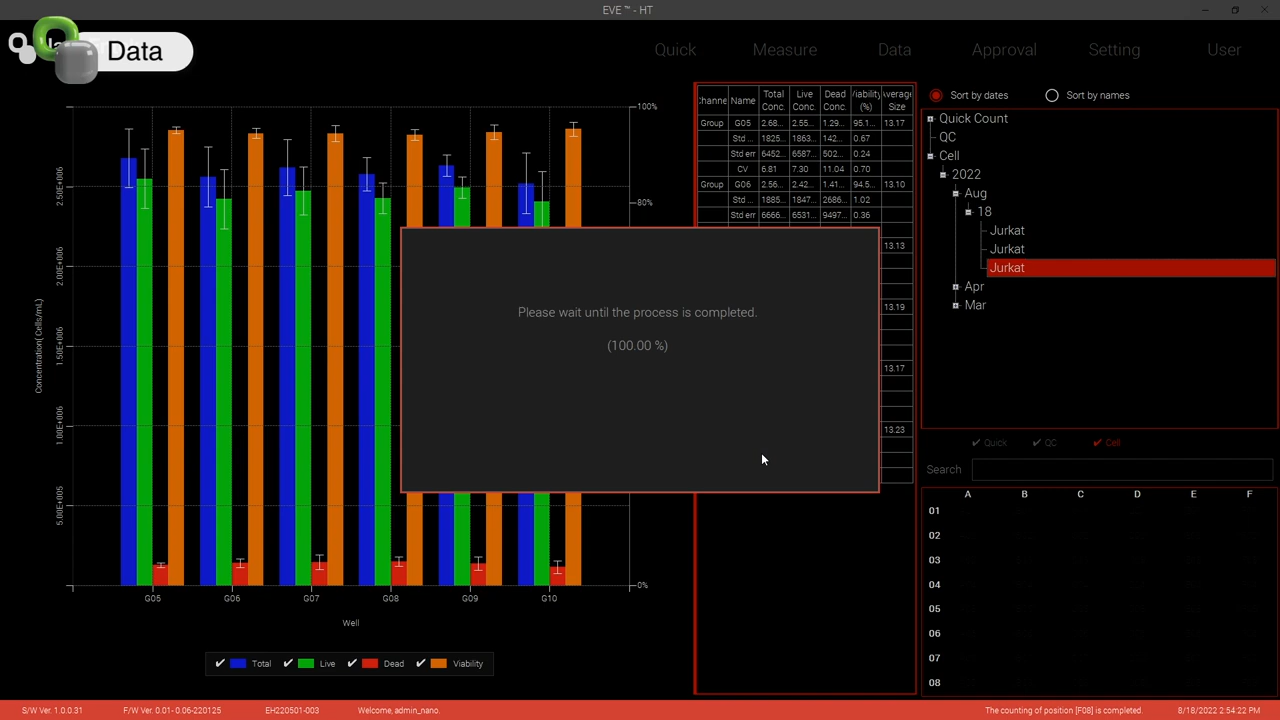 EVE ™ - HT
Data
Quick Measure Data Approval Setting User
100%
80%
0%
2.50E+006
2.00E+006
1.50E+006
1.00E+006
5.00E+005
Concentration( Cells/mL)
G05 G06 G07 G08 G09 G10
Well
Total Live Dead Viability
Channe Name Total Conc. Live Conc. Dead Conc. Viability (%) Average Size
Group G05 2.68... 2.55... 1.29... 95.1... 13.17
Std ... 1825... 1863... 142... 0.67
Std err 6452... 6587... 502... 0.24
CV 6.81 7.30 11.04 0.70
Group G06 2.56... 2.42... 1.41... 94.5... 13.10
Std ... 1885... 1847... 2686... 1.02
Std err 6666... 6531... 9497... 0.36
13.13
13.19
13.17
13.23
Please wait until the process is completed.
(100.00 %)
Sort by dates Sort by names
Quick Count
QC
Cell
2022
Aug
18
Jurkat
Jurkat
Jurkat
Apr
Mar
Quick QC Cell
Search
A B C D E F
01
02
03
04
05
06
07
08
S/W Ver. 1.0.0.31 F/W Ver. 0.01- 0.06-220125 EH220501-003 Welcome, admin_nano. The counting of position [F08] is completed. 8/18/2022 2:54:22 PM